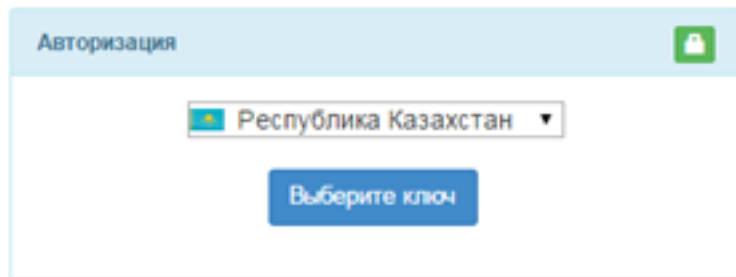 Авторизация
Республика Казахстан
Выберите ключ